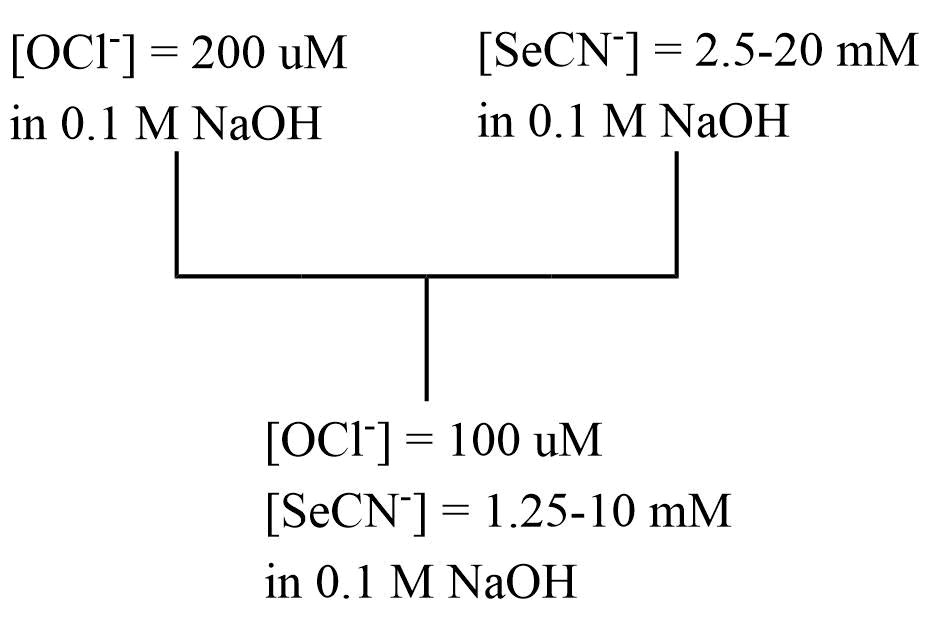 [OCl⁻] = 200 uM
in 0.1 M NaOH
[SeCN⁻] = 2.5-20 mM
in 0.1 M NaOH
[OCl⁻] = 100 uM
[SeCN⁻] = 1.25-10 mM
in 0.1 M NaOH